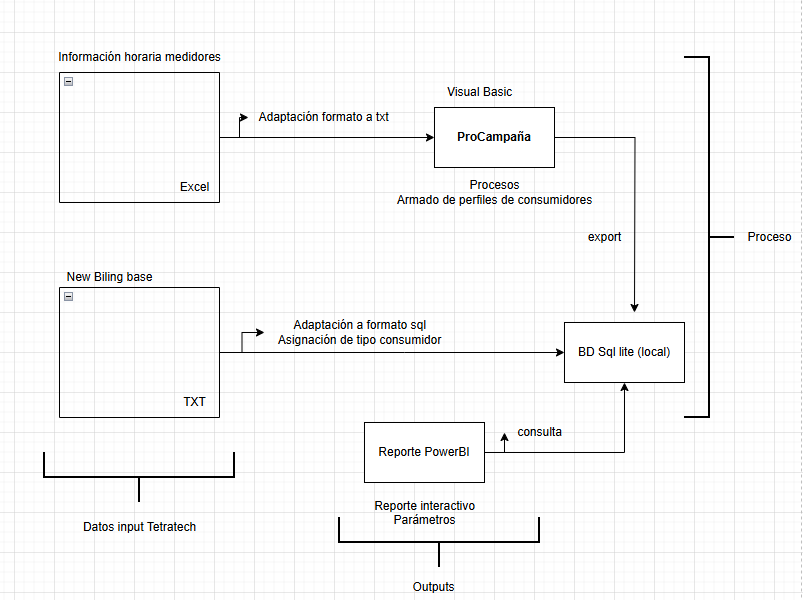 Información horaria medidores
Excel
Adaptación formato a txt
Visual Basic
ProCampaña
Procesos
Armado de perfiles de consumidores
export
Proceso
New Biling base
TXT
Adaptación a formato sql
Asignación de tipo consumidor
BD Sql lite (local)
Reporte PowerBI
consulta
Reporte interactivo
Parámetros
Datos input Tetratech
Outputs